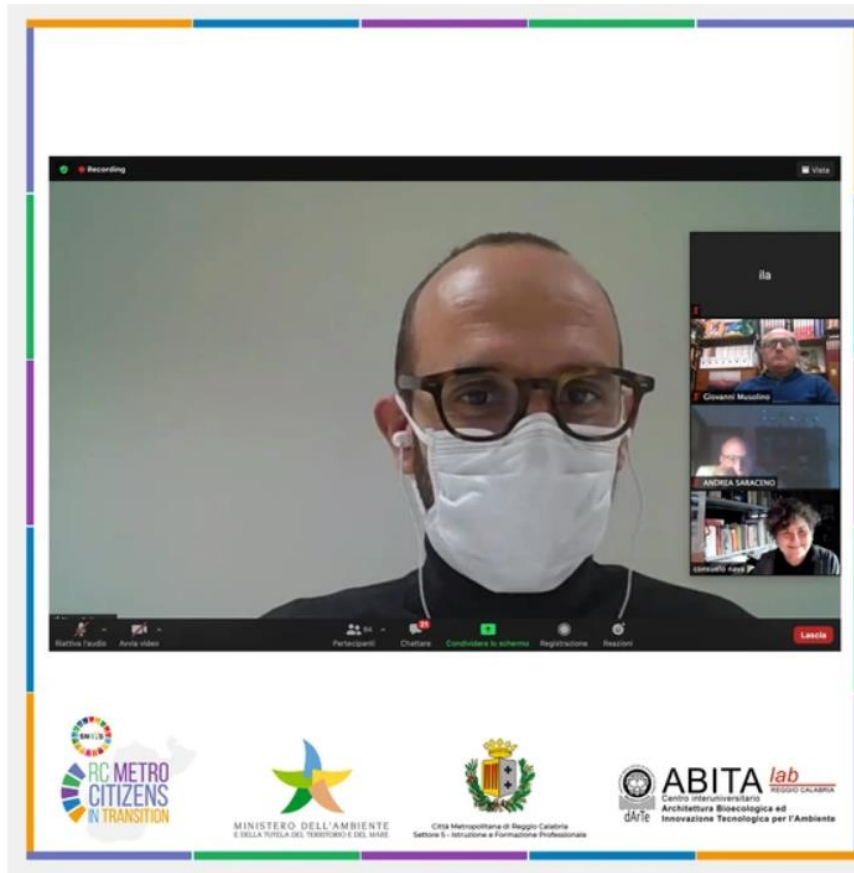 Recording
Vista
ila
Giovanni Musolino
ANDREA SARACENO
consuelo nava
Riattiva l'audio
Avvia video
94
Partecipanti
21
Chattare
Condividere lo schermo
Registrazione
Reazioni
Lascia
RC METRO
CITIZENS
IN TRANSITION
MINISTERO DELL'AMBIENTE
E DELLA TUTELA DEL TERRITORIO E DEL MARE
Città Metropolitana di Reggio Calabria
Settore 5 - Istruzione e Formazione Professionale
dArTe
ABITA lab
REGGIO CALABRIA
Centro interuniversitario
Architettura Bioecologica ed
Innovazione Tecnologica per l'Ambiente